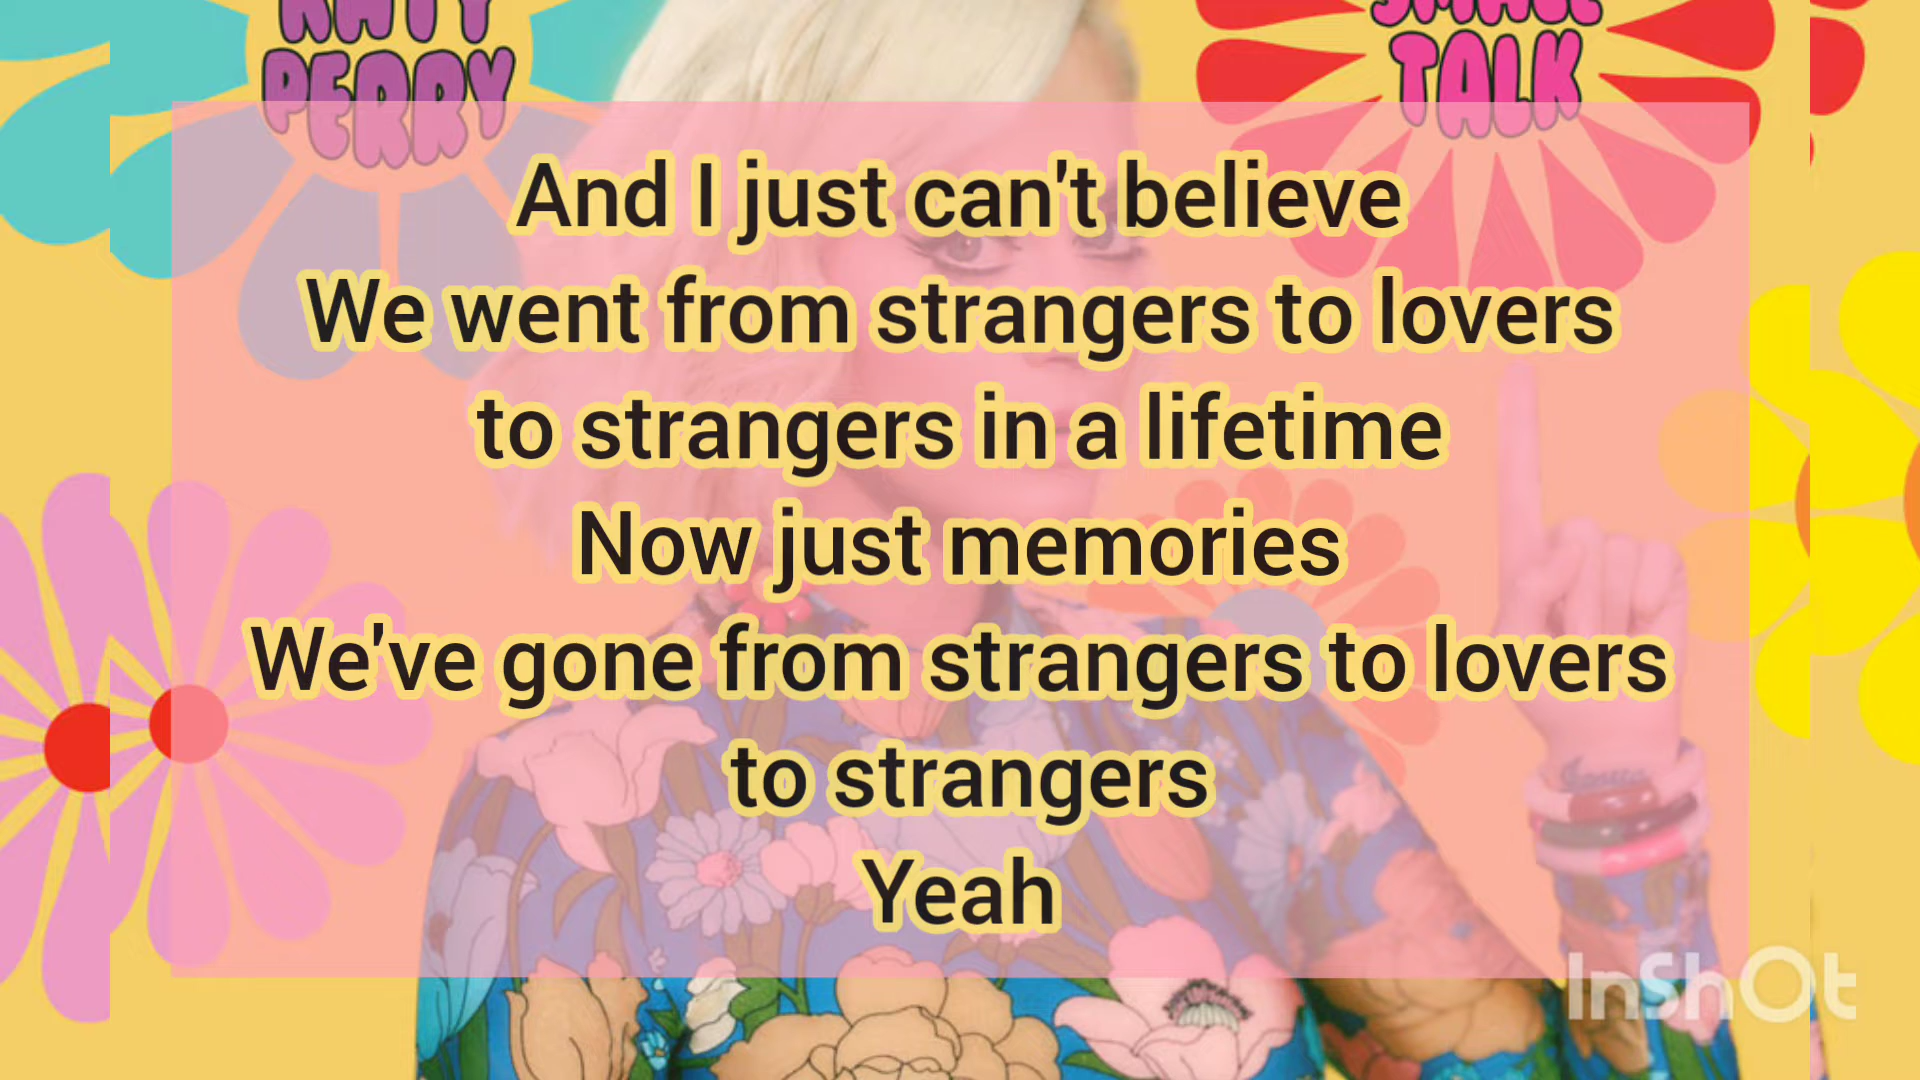 KATY
PERRY
SMALL
TALK
And I just can't believe
We went from strangers to lovers
to strangers in a lifetime
Now just memories
We've gone from strangers to lovers
to strangers
Yeah
InShOt